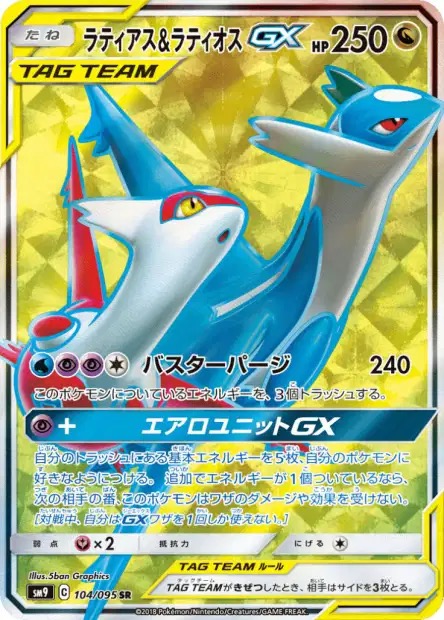 たね ラティアス&ラティオスGX HP250
TAG TEAM
バスターパージ 240
このポケモンについているエネルギーを、3個トラッシュする。
+ エアロユニットGX
自分のトラッシュにある基本エネルギーを5枚、自分のポケモンに
好きなようにつける。追加でエネルギーが1個ついているなら、
次の相手の番、このポケモンはワザのダメージや効果を受けない。
[対戦中、自分はGXワザを1回しか使えない。]
弱点 ×2 抵抗力 にげる
Illus.5ban Graphics
TAG TEAM ルール
TAG TEAMがきぜつしたとき、相手はサイドを3枚とる。
SM9 C 104/095 SR
©2018 Pokémon/Nintendo/Creatures/GAME FREAK.